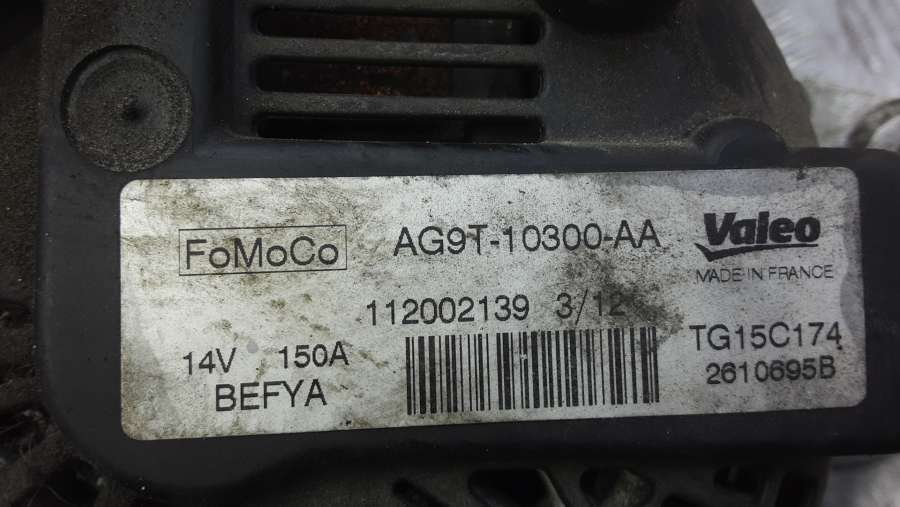 FoMoCo AG9T-10300-AA Valeo
MADE IN FRANCE
112002139 3/12
14V 150A TG15C174
BEFYA 2610695B